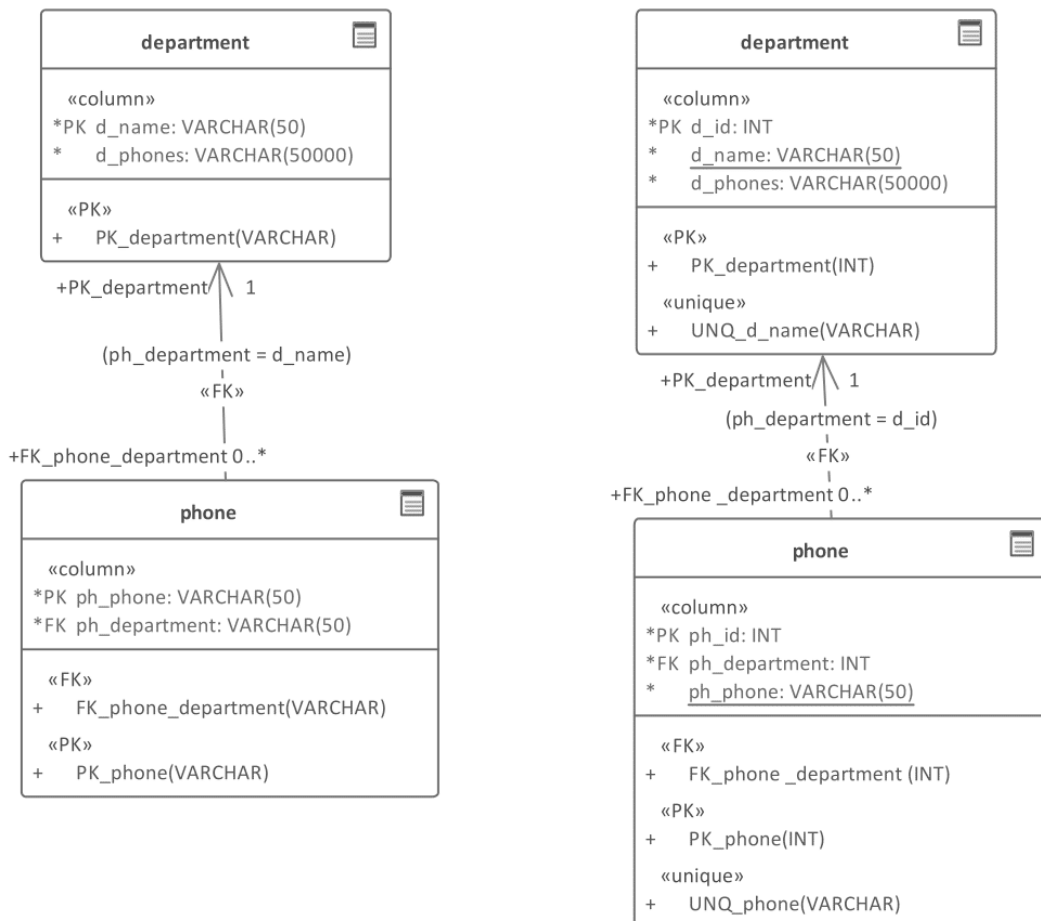 department
«column»
*PK d_name: VARCHAR(50)
* d_phones: VARCHAR(50000)
«PK»
+ PK_department(VARCHAR)
+PK_department 1
(ph_department = d_name)
«FK»
+FK_phone_department 0..*
phone
«column»
*PK ph_phone: VARCHAR(50)
*FK ph_department: VARCHAR(50)
«FK»
+ FK_phone_department(VARCHAR)
«PK»
+ PK_phone(VARCHAR)
department
«column»
*PK d_id: INT
* d_name: VARCHAR(50)
* d_phones: VARCHAR(50000)
«PK»
+ PK_department(INT)
«unique»
+ UNQ_d_name(VARCHAR)
+PK_department 1
(ph_department = d_id)
«FK»
+FK_phone _department 0..*
phone
«column»
*PK ph_id: INT
*FK ph_department: INT
* ph_phone: VARCHAR(50)
«FK»
+ FK_phone _department (INT)
«PK»
+ PK_phone(INT)
«unique»
+ UNQ_phone(VARCHAR)